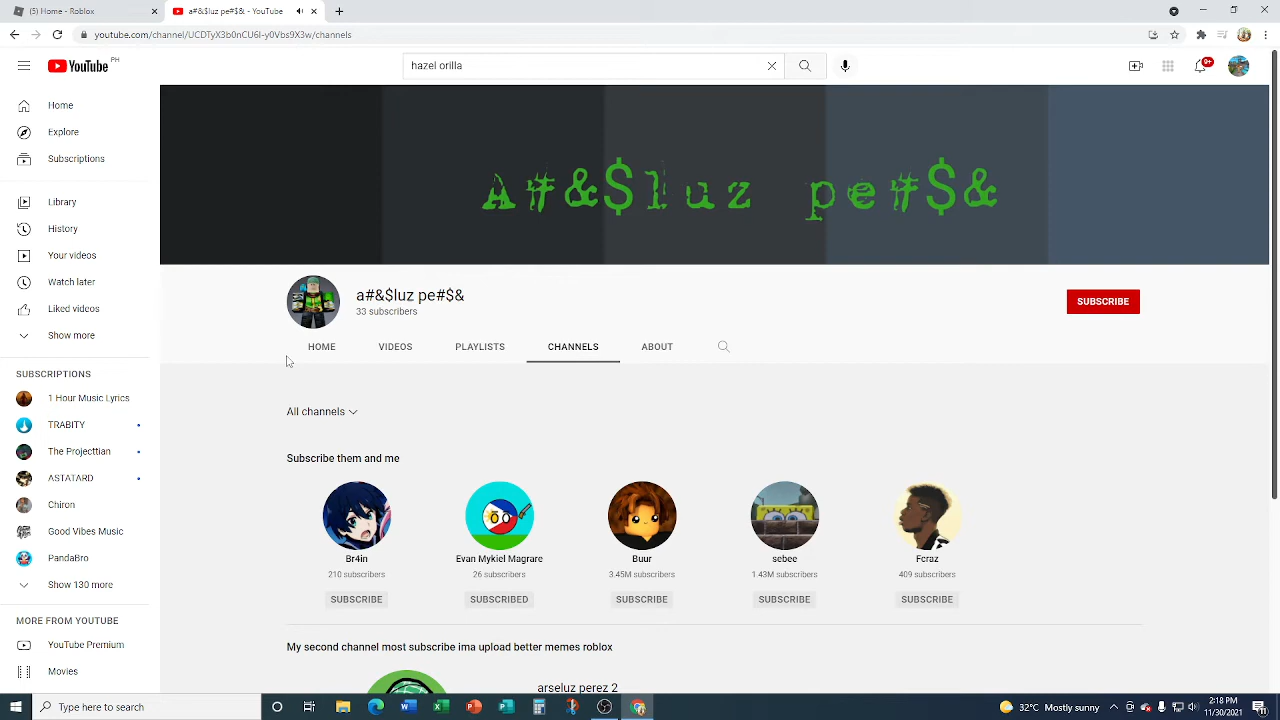 (5) Home - Roblox
a#&$luz pe#$& - YouTube
youtube.com/channel/UCDTyX3b0nCU6I-y0Vbs9X3w/channels
YouTube PH
hazel orilla
9+
Home
Explore
Subscriptions
Library
History
Your videos
Watch later
Liked videos
Show more
SUBSCRIPTIONS
1 Hour Music Lyrics
TRABITY
The Projecttian
ASTATARD
Chiron
Good Vibes Music
PandaBro
Show 130 more
MORE FROM YOUTUBE
YouTube Premium
Movies
A#&$luz pe#$&
a#&$luz pe#$&
33 subscribers
SUBSCRIBE
HOME VIDEOS PLAYLISTS CHANNELS ABOUT
All channels
Subscribe them and me
Br4in Evan Mykiel Magrare Buur sebee Fcraz
210 subscribers 26 subscribers 3.45M subscribers 1.43M subscribers 409 subscribers
SUBSCRIBE SUBSCRIBED SUBSCRIBE SUBSCRIBE SUBSCRIBE
My second channel most subscribe ima upload better memes roblox
arseluz perez 2
Type here to search
33°C Mostly sunny
2:18 PM
11/30/2021